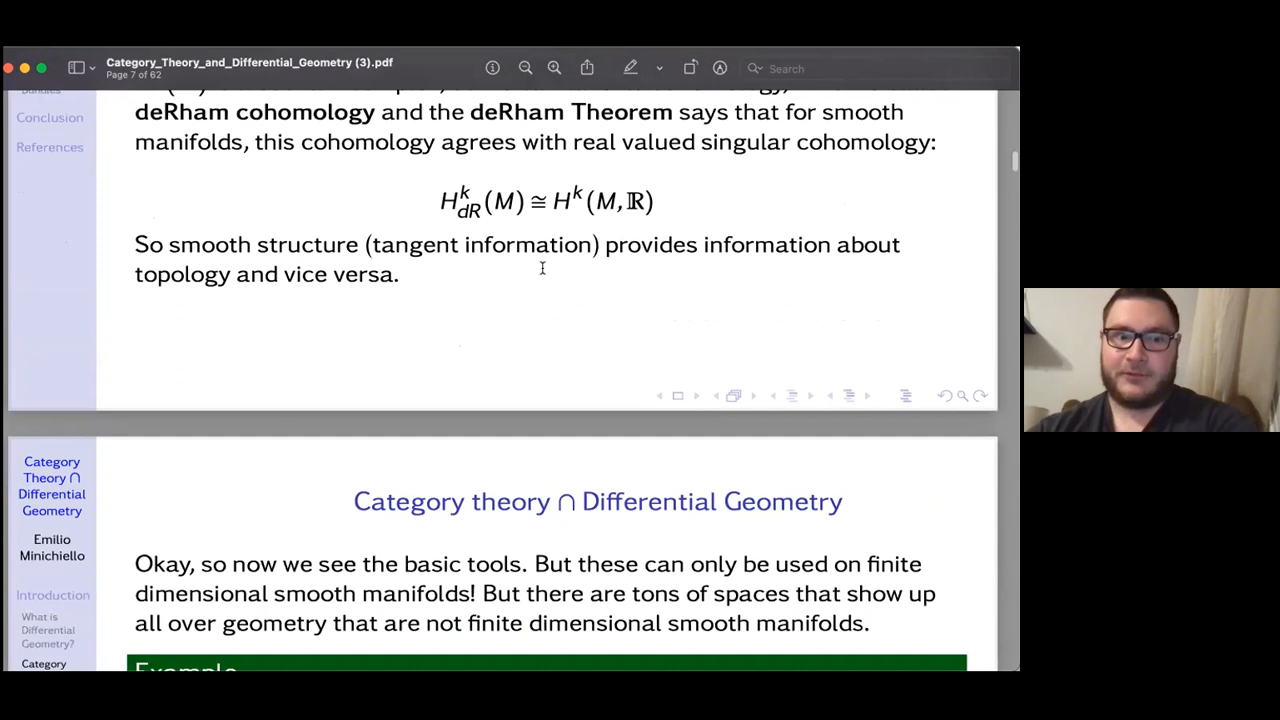 Category_Theory_and_Differential_Geometry (3).pdf
Page 7 of 62
Search
Conclusion
References
deRham cohomology and the deRham Theorem says that for smooth
manifolds, this cohomology agrees with real valued singular cohomology:
H^k_{dR}(M) ≅ H^k(M, ℝ)
So smooth structure (tangent information) provides information about
topology and vice versa.
Category
Theory ∩
Differential
Geometry
Emilio
Minichiello
Introduction
What is
Differential
Geometry?
Category
Category theory ∩ Differential Geometry
Okay, so now we see the basic tools. But these can only be used on finite
dimensional smooth manifolds! But there are tons of spaces that show up
all over geometry that are not finite dimensional smooth manifolds.
Example